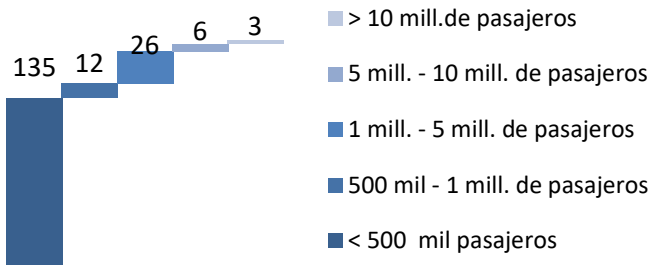 135
12
26
6
3
> 10 mill.de pasajeros
5 mill. - 10 mill. de pasajeros
1 mill. - 5 mill. de pasajeros
500 mil - 1 mill. de pasajeros
< 500 mil pasajeros